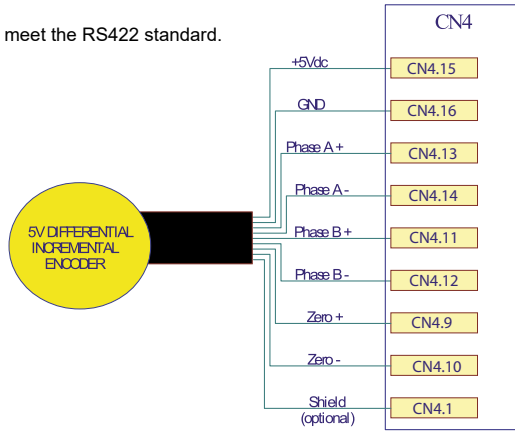 CN4
meet the RS422 standard.
+5Vdc CN4.15
GND CN4.16
Phase A + CN4.13
Phase A - CN4.14
5V DIFFERENTIAL
INCREMENTAL
ENCODER
Phase B + CN4.11
Phase B - CN4.12
Zero + CN4.9
Zero - CN4.10
Shield CN4.1
(optional)